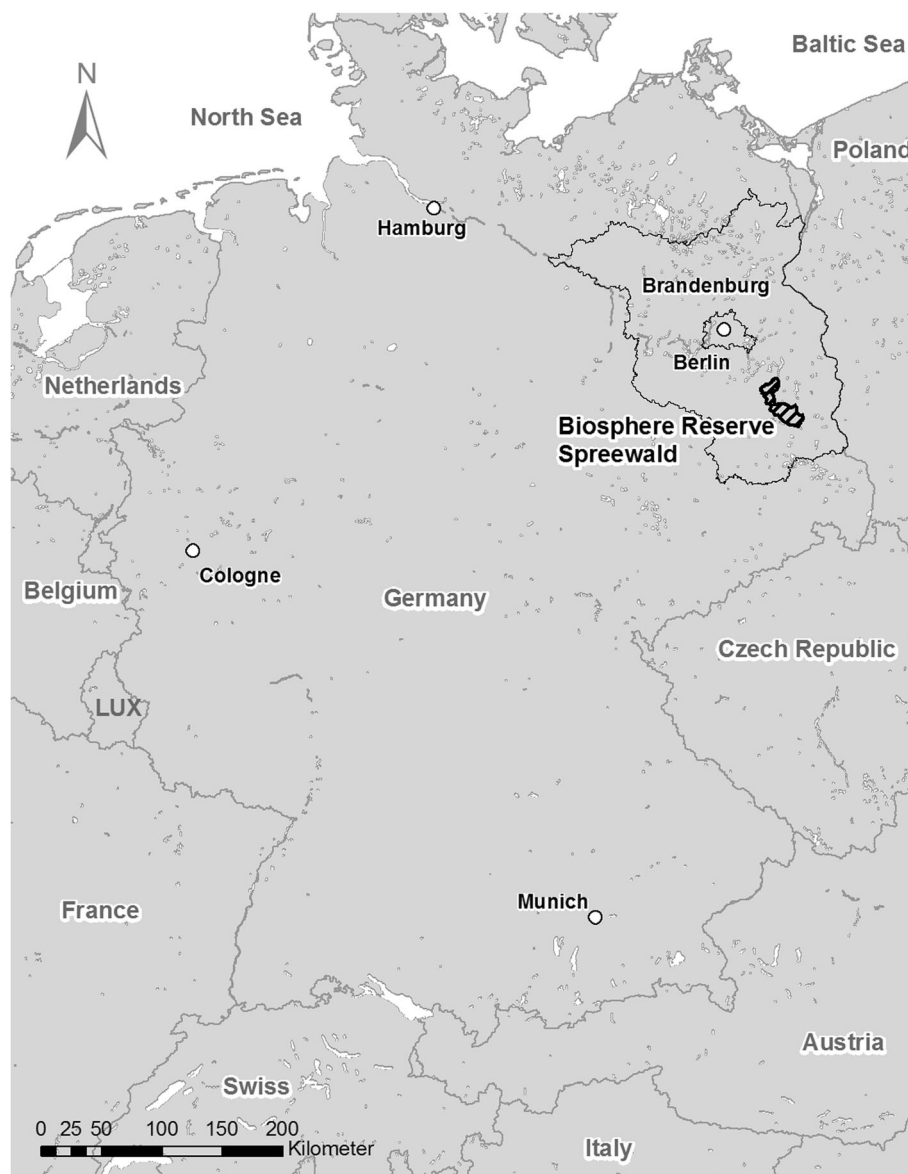 Baltic Sea
N
North Sea
Poland
Hamburg
Brandenburg
Berlin
Netherlands
Biosphere Reserve
Spreewald
Cologne
Belgium
Germany
Czech Republic
LUX
Munich
France
Austria
Swiss
0 25 50 100 150 200
Kilometer
Italy